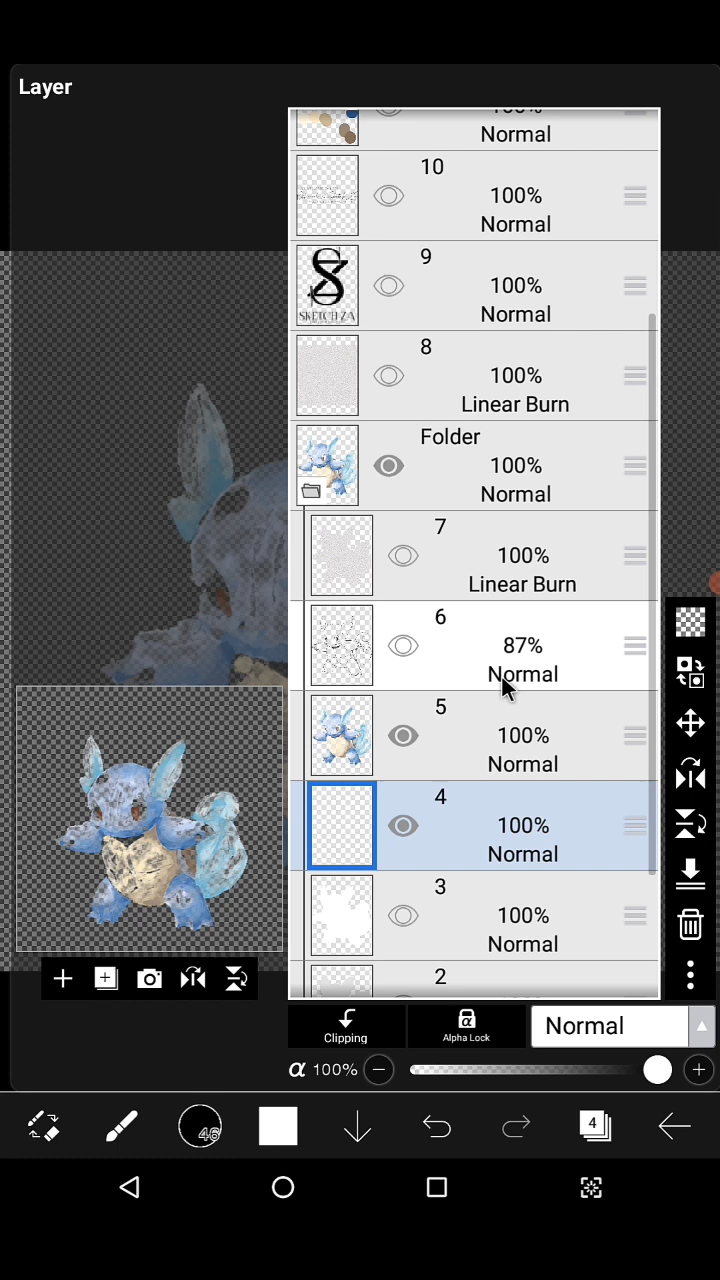 Layer
Normal
10
100%
Normal
9
100%
Normal
SKETCH ZA
8
100%
Linear Burn
Folder
100%
Normal
7
100%
Linear Burn
6
87%
Normal
5
100%
Normal
4
100%
Normal
3
100%
Normal
2
Clipping
α
Alpha Lock
Normal
α 100%
46
4